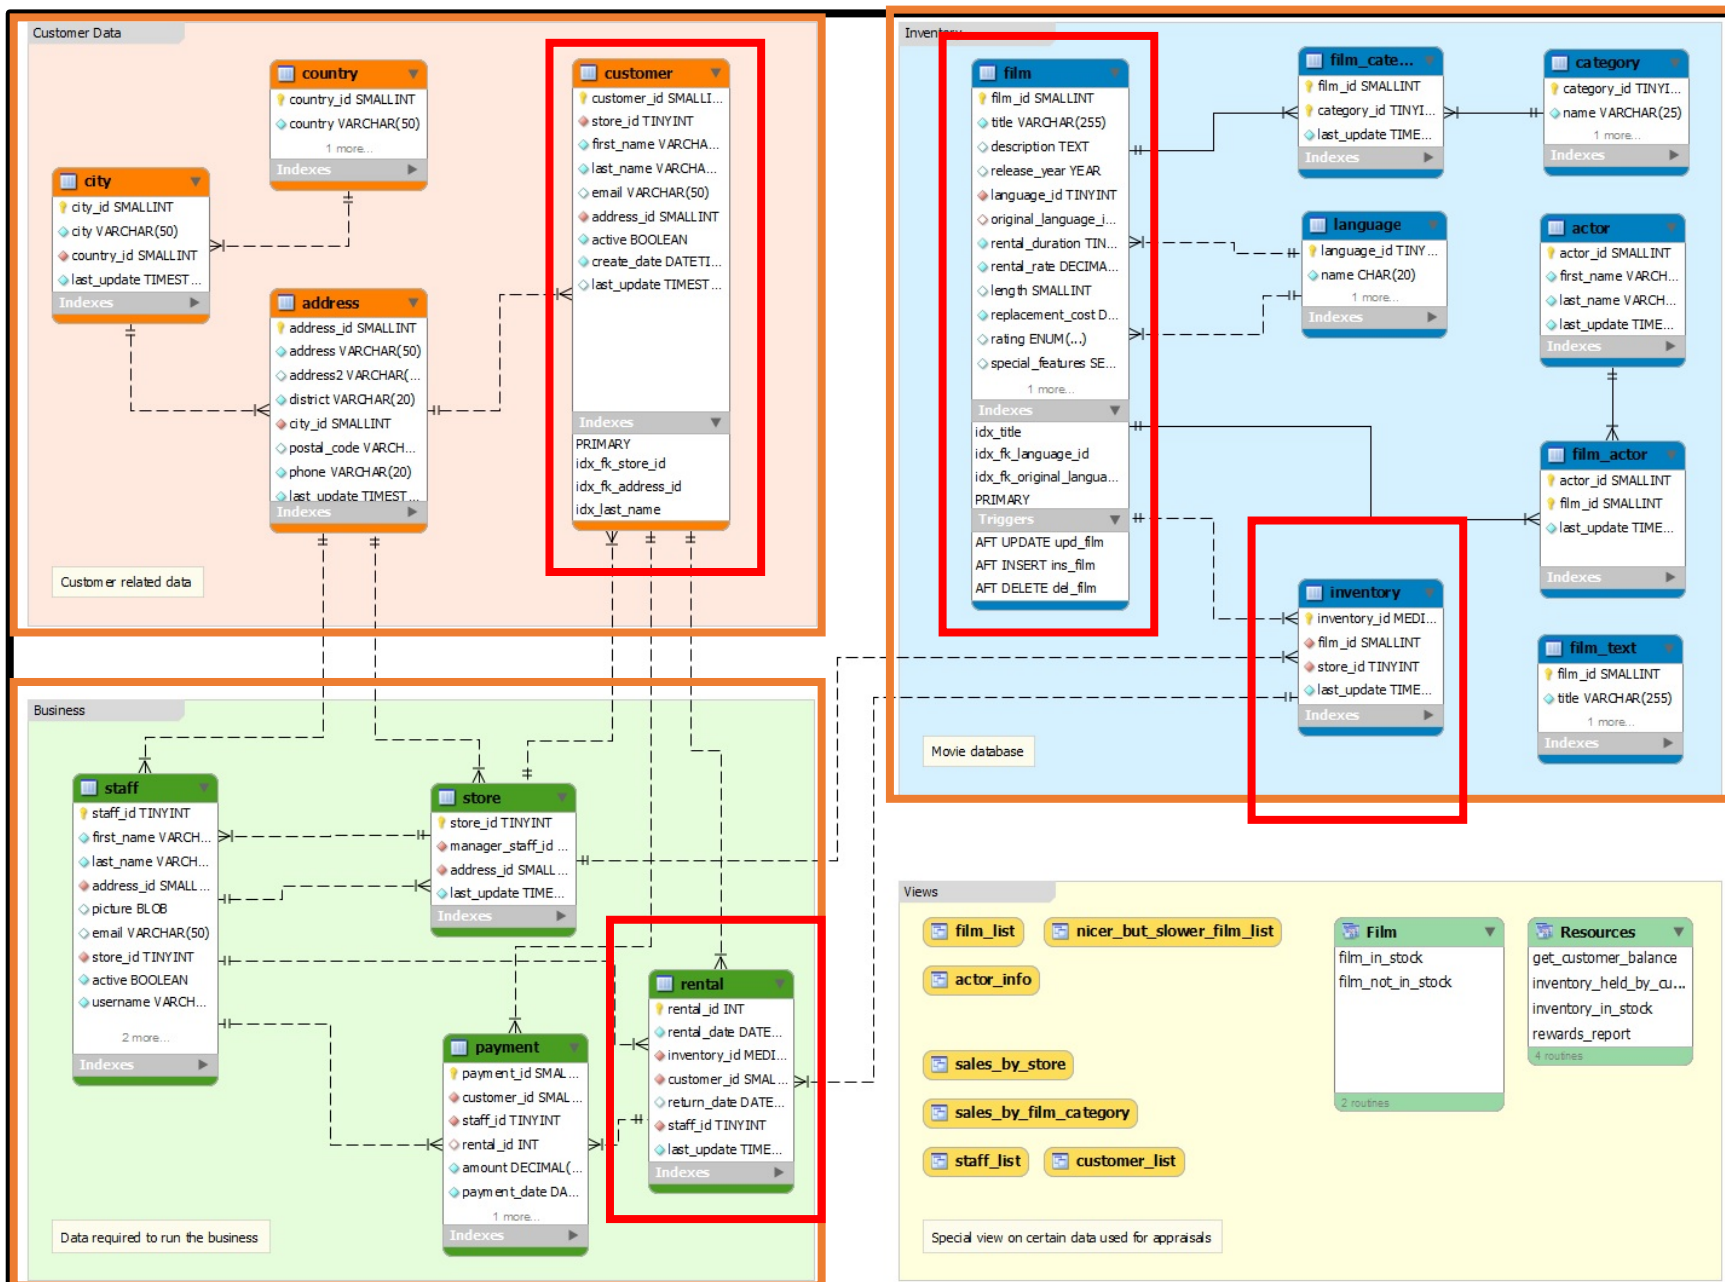 Customer Data
country
country_id SMALLINT
country VARCHAR(50)
1 more...
Indexes
city
city_id SMALLINT
city VARCHAR(50)
country_id SMALLINT
last_update TIMEST...
Indexes
address
address_id SMALLINT
address VARCHAR(50)
address2 VARCHAR(...
district VARCHAR(20)
city_id SMALLINT
postal_code VARCH...
phone VARCHAR(20)
last_update TIMEST...
Indexes
customer
customer_id SMALLI...
store_id TINYINT
first_name VARCHA...
last_name VARCHA...
email VARCHAR(50)
address_id SMALLINT
active BOOLEAN
create_date DATETI...
last_update TIMEST...
Indexes
PRIMARY
idx_fk_store_id
idx_fk_address_id
idx_last_name
Customer related data
Inventory
film
film_id SMALLINT
title VARCHAR(255)
description TEXT
release_year YEAR
language_id TINYINT
original_language_i...
rental_duration TIN...
rental_rate DECIMA...
length SMALLINT
replacement_cost D...
rating ENUM(...)
special_features SE...
1 more...
Indexes
idx_title
idx_fk_language_id
idx_fk_original_langua...
PRIMARY
Triggers
AFT UPDATE upd_film
AFT INSERT ins_film
AFT DELETE del_film
film_cate...
film_id SMALLINT
category_id TINYI...
last_update TIME...
Indexes
category
category_id TINYI...
name VARCHAR(25)
1 more...
Indexes
language
language_id TINY...
name CHAR(20)
1 more...
Indexes
actor
actor_id SMALLINT
first_name VARCH...
last_name VARCH...
last_update TIME...
Indexes
film_actor
actor_id SMALLINT
film_id SMALLINT
last_update TIME...
Indexes
inventory
inventory_id MEDI...
film_id SMALLINT
store_id TINYINT
last_update TIME...
Indexes
film_text
film_id SMALLINT
title VARCHAR(255)
1 more...
Indexes
Movie database
Business
staff
staff_id TINYINT
first_name VARCH...
last_name VARCH...
address_id SMALL...
picture BLOB
email VARCHAR(50)
store_id TINYINT
active BOOLEAN
username VARCH...
2 more...
Indexes
store
store_id TINYINT
manager_staff_id ...
address_id SMALL...
last_update TIME...
Indexes
payment
payment_id SMAL...
customer_id SMAL...
staff_id TINYINT
rental_id INT
amount DECIMAL(...
payment_date DA...
1 more...
Indexes
rental
rental_id INT
rental_date DATE...
inventory_id MEDI...
customer_id SMAL...
return_date DATE...
staff_id TINYINT
last_update TIME...
Indexes
Data required to run the business
Views
film_list
nicer_but_slower_film_list
actor_info
sales_by_store
sales_by_film_category
staff_list
customer_list
Film
film_in_stock
film_not_in_stock
2 routines
Resources
get_customer_balance
inventory_held_by_cu...
inventory_in_stock
rewards_report
4 routines
Special view on certain data used for appraisals